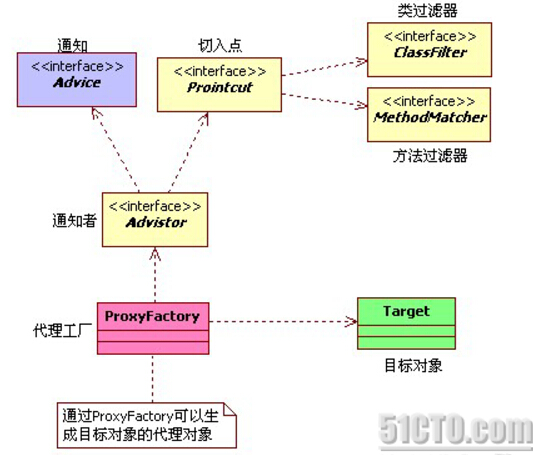 类过滤器
通知
切入点
<<interface>>
ClassFilter
<<interface>>
Advice
<<interface>>
Prointcut
<<interface>>
MethodMatcher
方法过滤器
<<interface>>
Advistor
通知者
ProxyFactory
Target
代理工厂
目标对象
通过ProxyFactory可以生
成目标对象的代理对象
51CTO.com